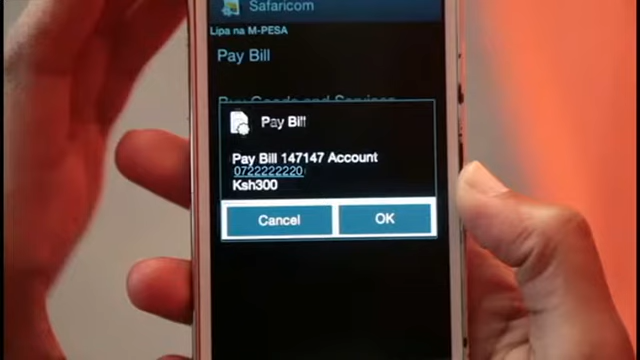 Safaricom
Lipa na M-PESA
Pay Bill
Pay Goods and Services
Pay Bill
Pay Bill 147147 Account
0722222220
Ksh300
Cancel
OK